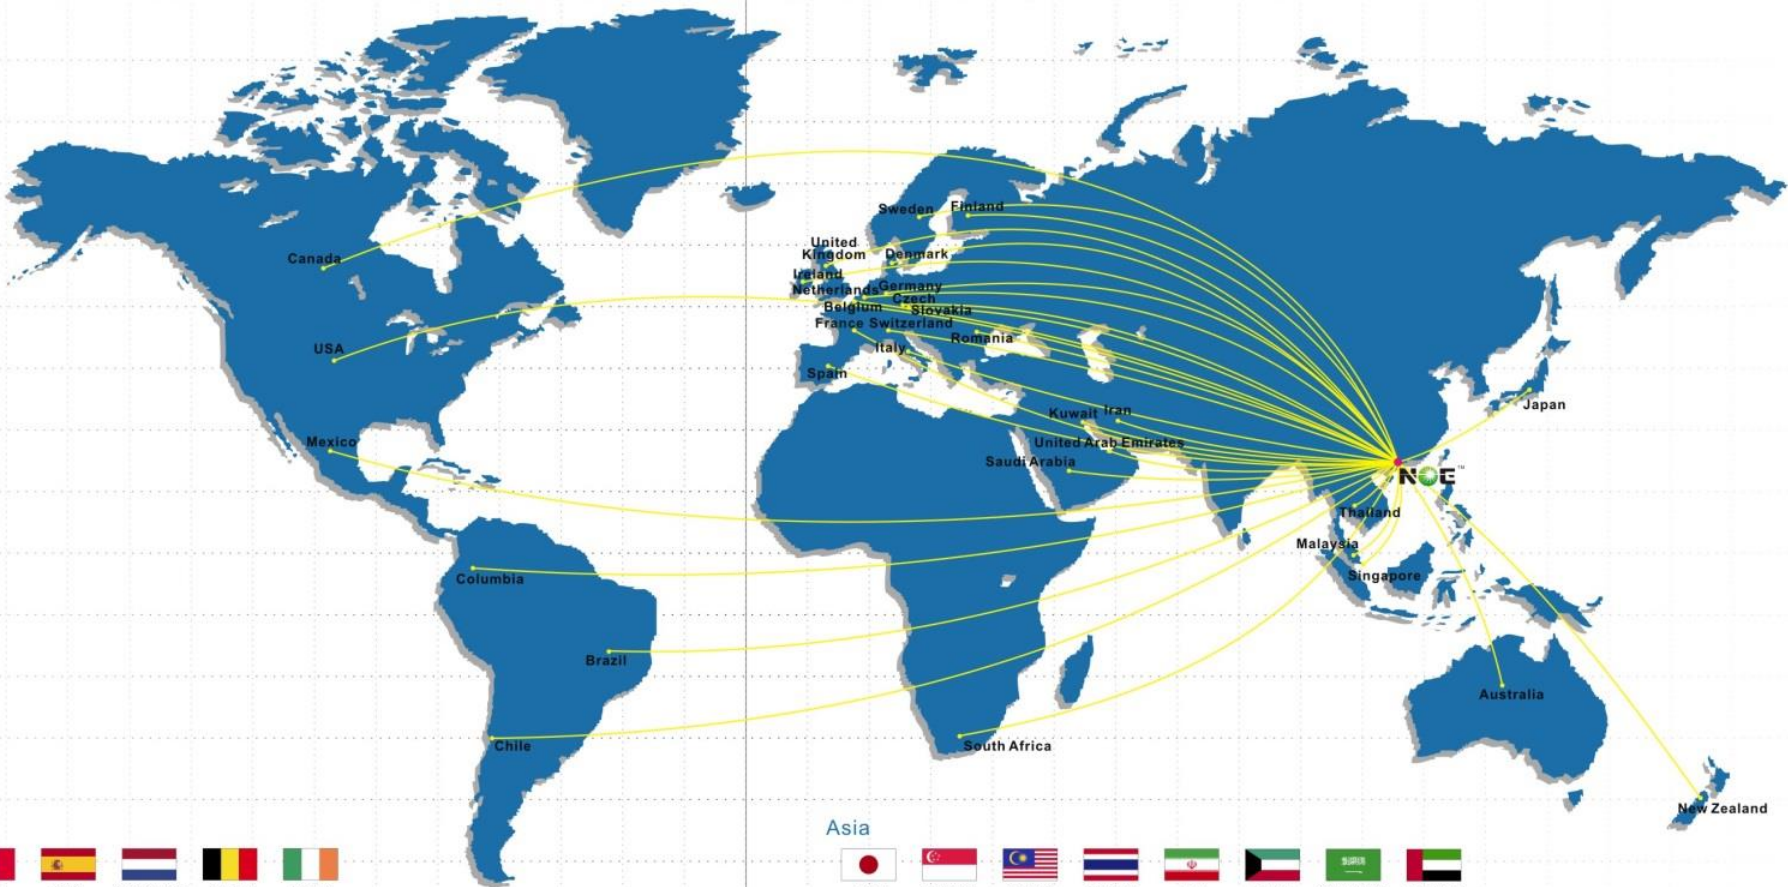 Sweden
Finland
United
Kingdom
Denmark
Canada
Ireland
Netherlands
Germany
Czech
Belgium
Slovakia
France
Switzerland
Romania
USA
Italy
Spain
Japan
Kuwait
Iran
Mexico
United Arab Emirates
Saudi Arabia
NOE™
Thailand
Malaysia
Singapore
Columbia
Brazil
Australia
Chile
South Africa
New Zealand
Asia